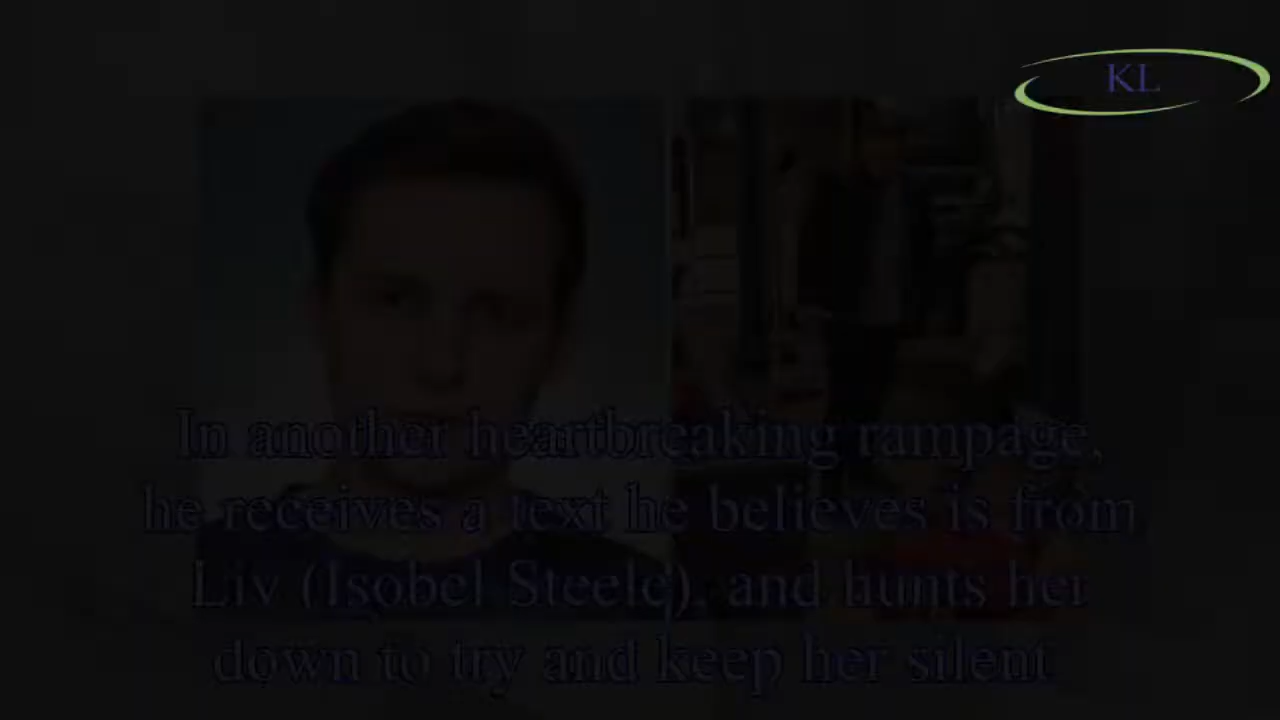 KL
In another heartbreaking rampage,
he receives a text he believes is from
Liv (Isobel Steele), and hunts her
down to try and keep her silent